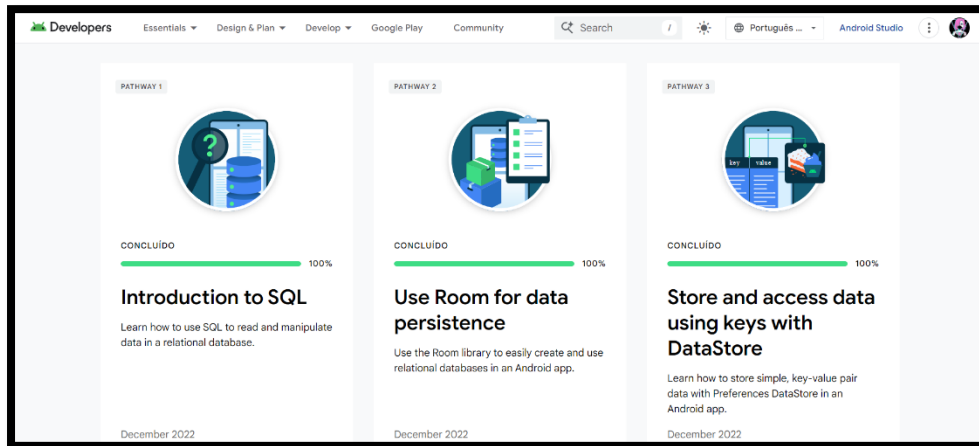 Developers Essentials Design & Plan Develop Google Play Community Search / Português ... Android Studio
PATHWAY 1
?
CONCLUÍDO
100%
Introduction to SQL
Learn how to use SQL to read and manipulate
data in a relational database.
December 2022
PATHWAY 2
CONCLUÍDO
100%
Use Room for data
persistence
Use the Room library to easily create and use
relational databases in an Android app.
December 2022
PATHWAY 3
key value
CONCLUÍDO
100%
Store and access data
using keys with
DataStore
Learn how to store simple, key-value pair
data with Preferences DataStore in an
Android app.
December 2022